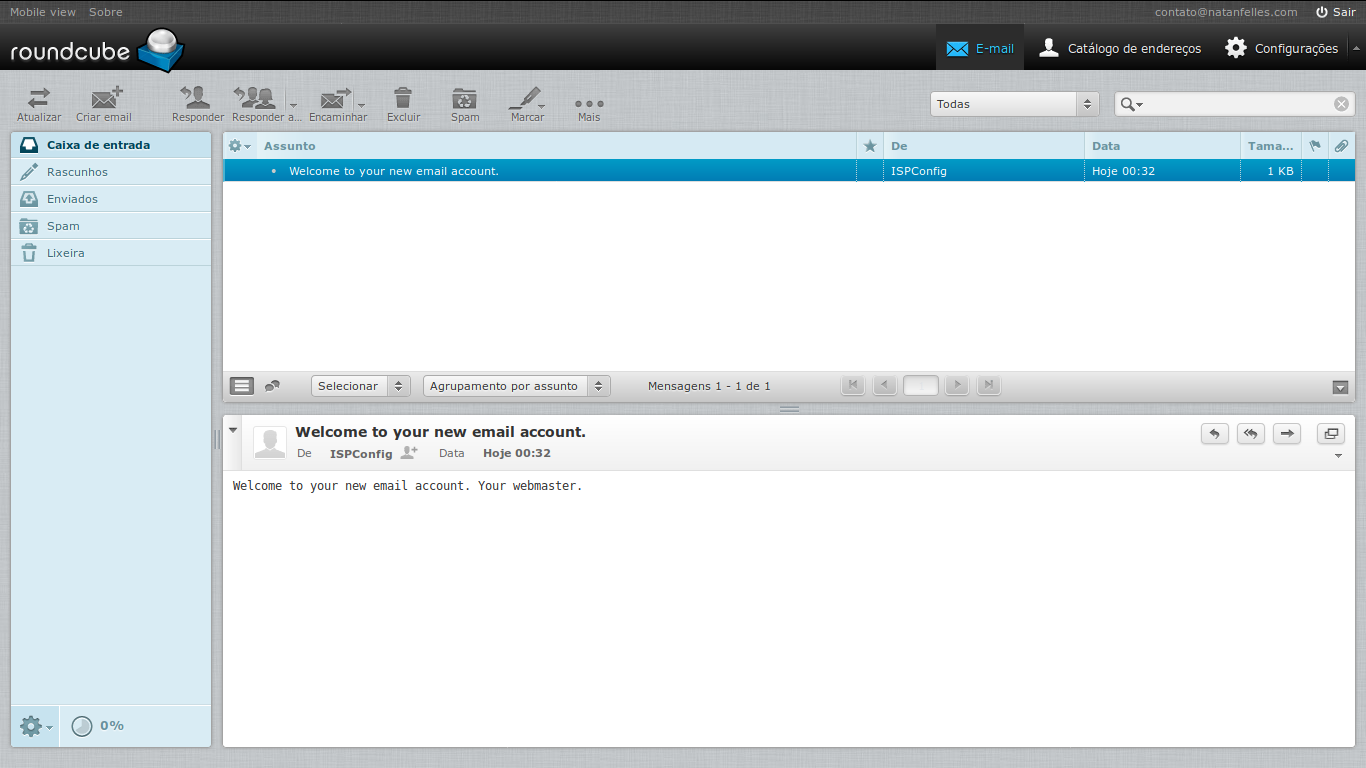 Mobile view Sobre contato@natanfelles.com Sair
roundcube E-mail Catálogo de endereços Configurações
Atualizar Criar email Responder Responder a... Encaminhar Excluir Spam Marcar Mais Todas
Caixa de entrada
Rascunhos
Enviados
Spam
Lixeira
Assunto De Data Tama...
Welcome to your new email account. ISPConfig Hoje 00:32 1 KB
Selecionar Agrupamento por assunto Mensagens 1 - 1 de 1
Welcome to your new email account.
De ISPConfig Data Hoje 00:32
Welcome to your new email account. Your webmaster.
0%